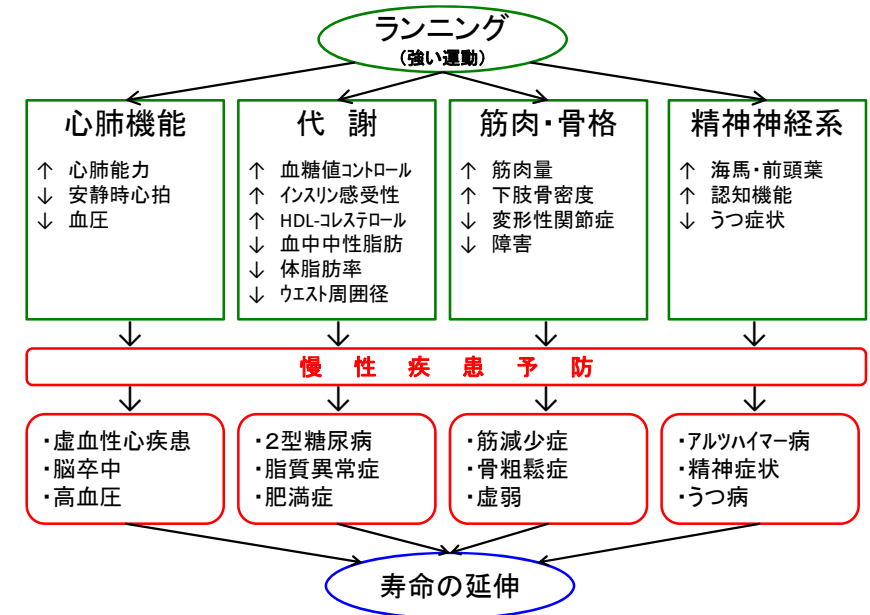 ランニング
(強い運動)
心肺機能
↑ 心肺能力
↓ 安静時心拍
↓ 血圧
代 謝
↑ 血糖値コントロール
↑ インスリン感受性
↑ HDL-コレステロール
↓ 血中中性脂肪
↓ 体脂肪率
↓ ウエスト周囲径
筋肉・骨格
↑ 筋肉量
↑ 下肢骨密度
↓ 変形性関節症
↓ 障害
精神神経系
↑ 海馬・前頭葉
↑ 認知機能
↓ うつ症状
慢 性 疾 患 予 防
・虚血性心疾患
・脳卒中
・高血圧
・2型糖尿病
・脂質異常症
・肥満症
・筋減少症
・骨粗鬆症
・虚弱
・アルツハイマー病
・精神症状
・うつ病
寿命の延伸